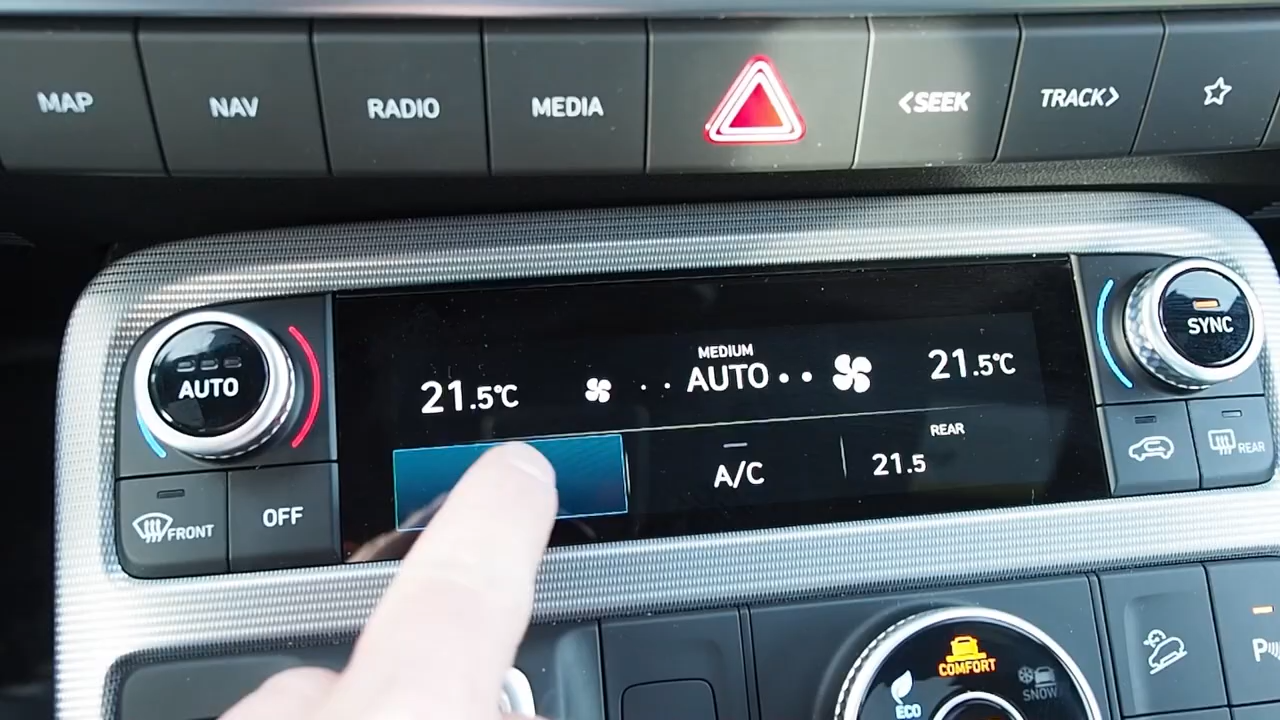 MAP
NAV
RADIO
MEDIA
<SEEK
TRACK>
AUTO
FRONT
OFF
21.5°C
MEDIUM
AUTO
21.5°C
A/C
REAR
21.5
SYNC
REAR
COMFORT
ECO
SNOW
P